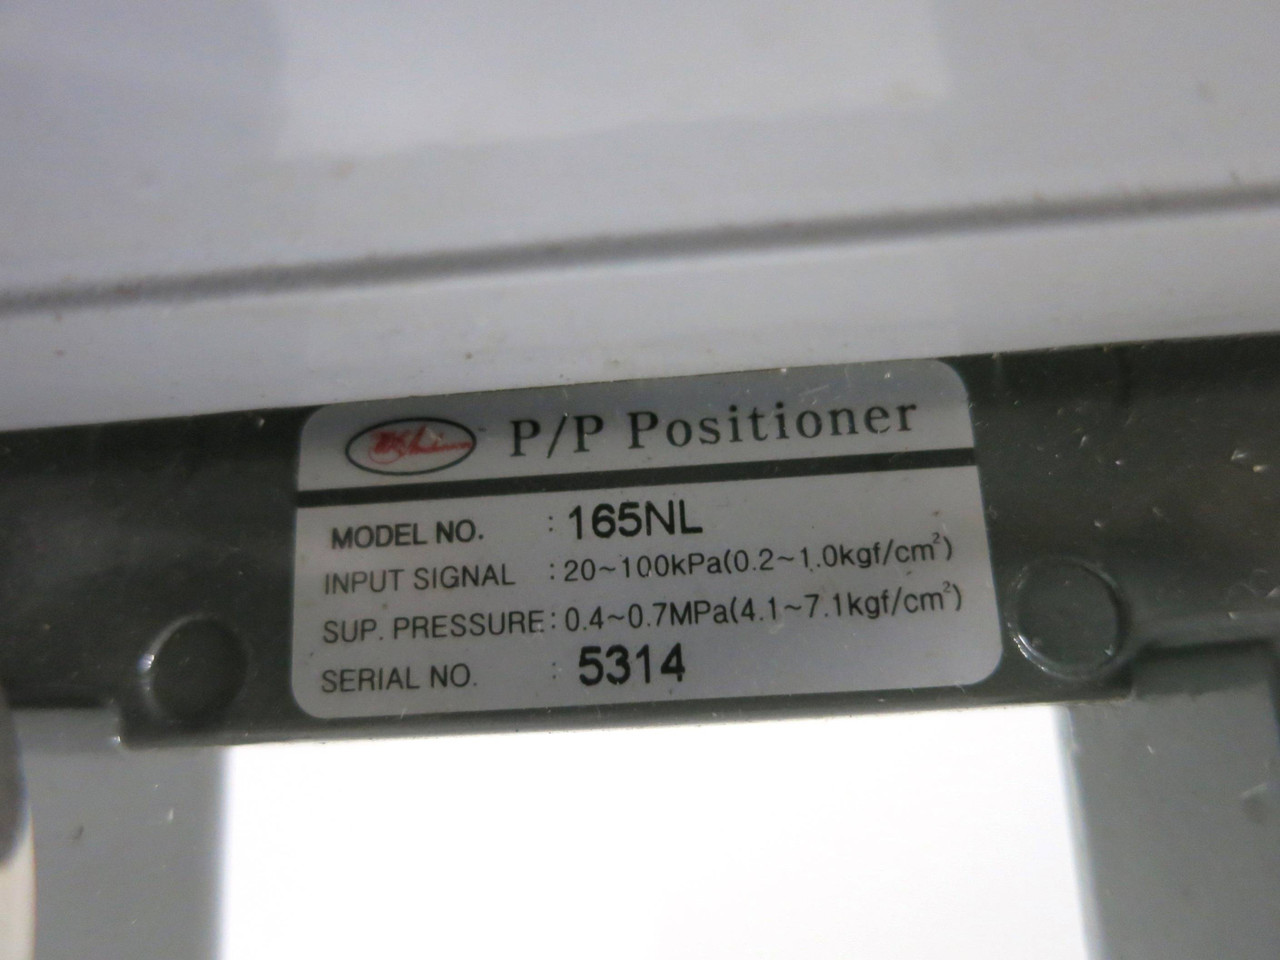 P/P Positioner
MODEL NO. : 165NL
INPUT SIGNAL : 20~100kPa(0.2~1.0kgf/cm²)
SUP. PRESSURE : 0.4~0.7MPa(4.1~7.1kgf/cm²)
SERIAL NO. : 5314